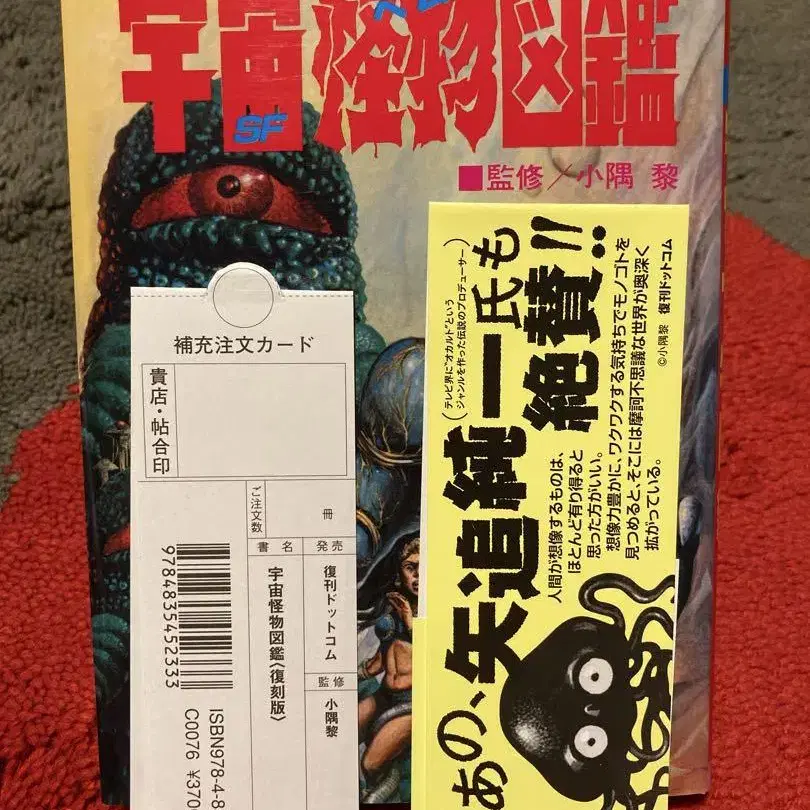 宇宙怪物図鑑
SF
■監修／小隅 黎
補充注文カード
貴店・帖合印
ご注文数
冊
書名
発売
宇宙怪物図鑑〈復刻版〉
復刊ドットコム
監修
小隅黎
9784835452333
ISBN978-4-8
C0076 ¥370
あの、矢追純一氏も
絶賛!!
(テレビ界に"オカルト"という
ジャンルを作った伝説のプロデューサー)
人間が想像するものは、
ほとんど有り得ると
思った方がいい。
想像力豊かに、ワクワクする気持ちでモノゴトを
見つめると、そこには摩訶不思議な世界が奥深く
拡がっている。
©小隅黎 復刊ドットコム